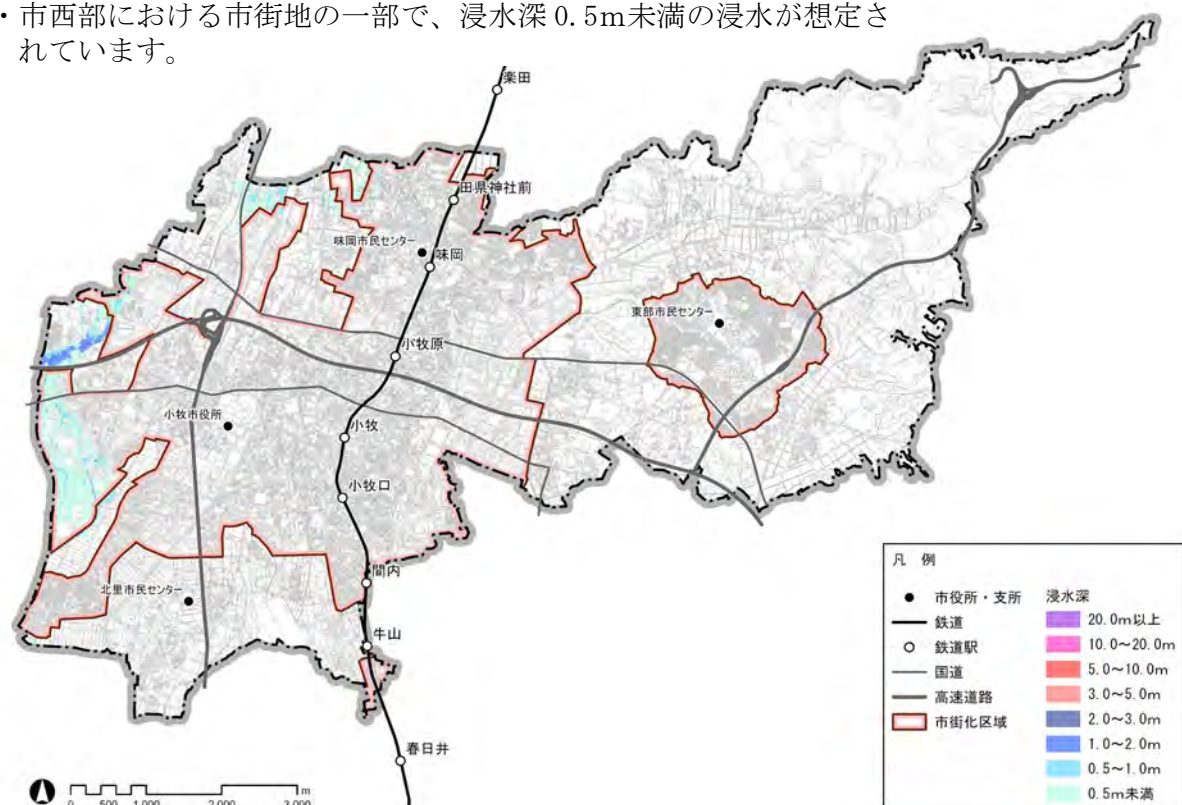 ・市西部における市街地の一部で、浸水深 0.5m未満の浸水が想定さ
れています。
楽田
田県神社前
味岡市民センター
味岡
東部市民センター
小牧原
小牧市役所
小牧
小牧口
間内
北里市民センター
牛山
春日井
0 500 1,000 2,000 3,000 m
凡 例
市役所・支所
鉄道
鉄道駅
国道
高速道路
市街化区域
浸水深
20.0m以上
10.0～20.0m
5.0～10.0m
3.0～5.0m
2.0～3.0m
1.0～2.0m
0.5～1.0m
0.5m未満